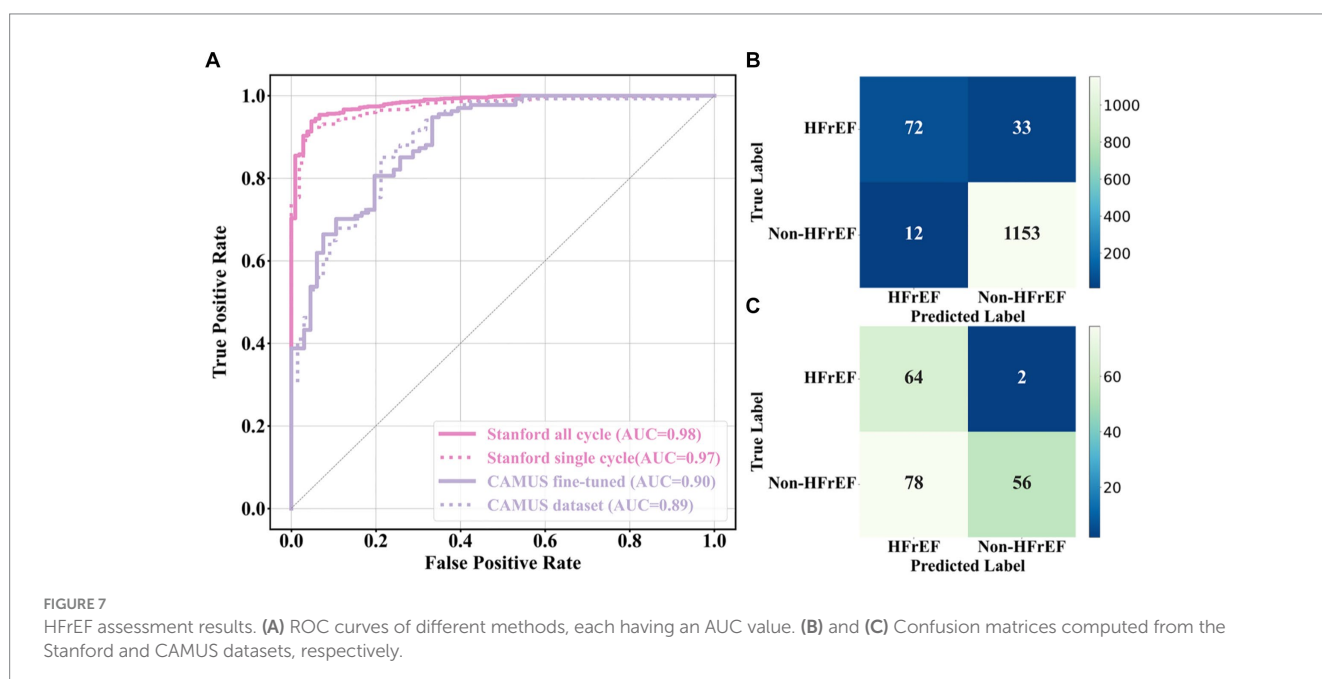 A
True Positive Rate
1.0
0.8
0.6
0.4
0.2
0.0
Stanford all cycle (AUC=0.98)
Stanford single cycle(AUC=0.97)
CAMUS fine-tuned (AUC=0.90)
CAMUS dataset (AUC=0.89)
0.0 0.2 0.4 0.6 0.8 1.0
False Positive Rate
B
True Label
HFrEF 72 33
Non-HFrEF 12 1153
HFrEF Non-HFrEF
Predicted Label
1000
800
600
400
200
C
True Label
HFrEF 64 2
Non-HFrEF 78 56
HFrEF Non-HFrEF
Predicted Label
60
40
20
FIGURE 7
HFrEF assessment results. (A) ROC curves of different methods, each having an AUC value. (B) and (C) Confusion matrices computed from the
Stanford and CAMUS datasets, respectively.